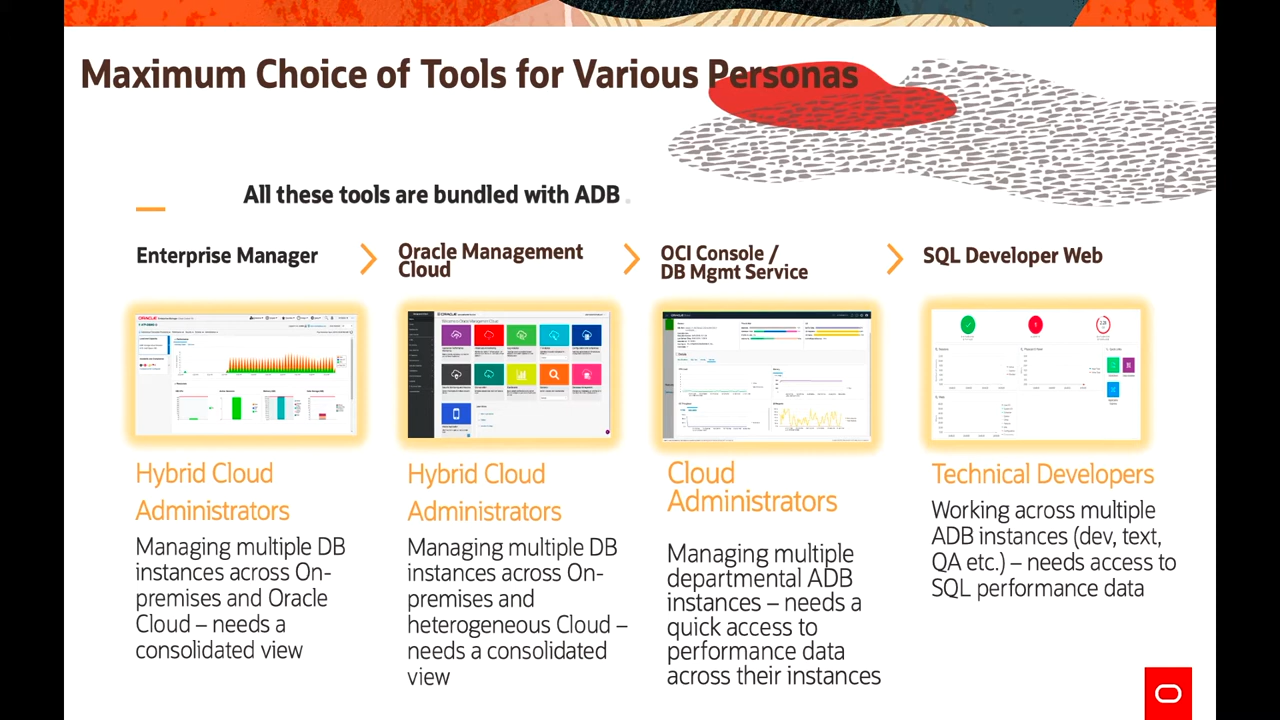 Maximum Choice of Tools for Various Personas
All these tools are bundled with ADB .
Enterprise Manager
Oracle Management
Cloud
OCI Console /
DB Mgmt Service
SQL Developer Web
ORACLE
ORACLE
Hybrid Cloud
Administrators
Managing multiple DB
instances across On-
premises and Oracle
Cloud – needs a
consolidated view
Hybrid Cloud
Administrators
Managing multiple DB
instances across On-
premises and
heterogeneous Cloud –
needs a consolidated
view
Cloud
Administrators
Managing multiple
departmental ADB
instances – needs a
quick access to
performance data
across their instances
Technical Developers
Working across multiple
ADB instances (dev, text,
QA etc.) – needs access to
SQL performance data